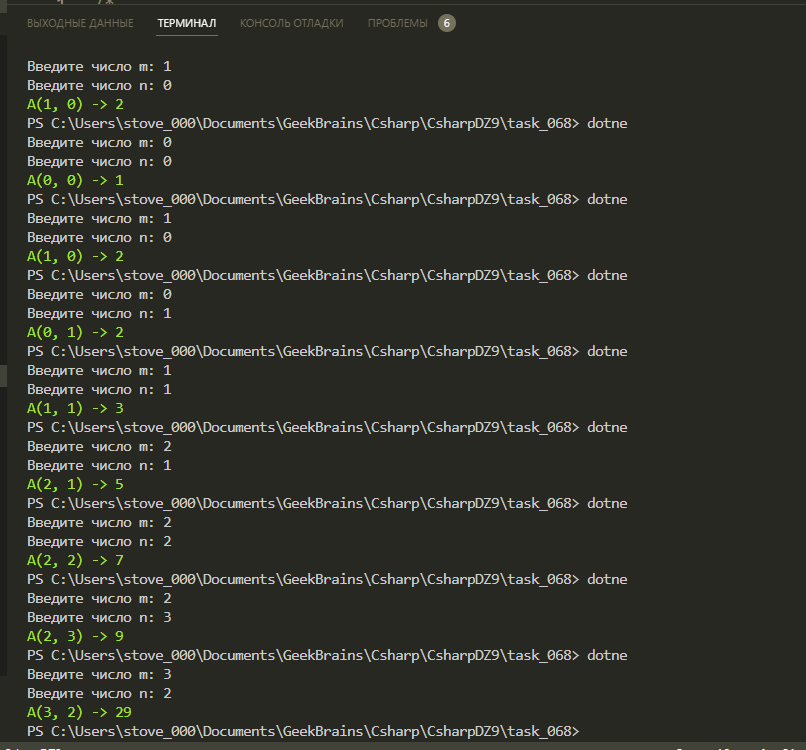 ВЫХОДНЫЕ ДАННЫЕ ТЕРМИНАЛ КОНСОЛЬ ОТЛАДКИ ПРОБЛЕМЫ 6
Введите число m: 1
Введите число n: 0
A(1, 0) -> 2
PS C:\Users\stove_000\Documents\GeekBrains\Csharp\CsharpDZ9\task_068> dotne
Введите число m: 0
Введите число n: 0
A(0, 0) -> 1
PS C:\Users\stove_000\Documents\GeekBrains\Csharp\CsharpDZ9\task_068> dotne
Введите число m: 1
Введите число n: 0
A(1, 0) -> 2
PS C:\Users\stove_000\Documents\GeekBrains\Csharp\CsharpDZ9\task_068> dotne
Введите число m: 0
Введите число n: 1
A(0, 1) -> 2
PS C:\Users\stove_000\Documents\GeekBrains\Csharp\CsharpDZ9\task_068> dotne
Введите число m: 1
Введите число n: 1
A(1, 1) -> 3
PS C:\Users\stove_000\Documents\GeekBrains\Csharp\CsharpDZ9\task_068> dotne
Введите число m: 2
Введите число n: 1
A(2, 1) -> 5
PS C:\Users\stove_000\Documents\GeekBrains\Csharp\CsharpDZ9\task_068> dotne
Введите число m: 2
Введите число n: 2
A(2, 2) -> 7
PS C:\Users\stove_000\Documents\GeekBrains\Csharp\CsharpDZ9\task_068> dotne
Введите число m: 2
Введите число n: 3
A(2, 3) -> 9
PS C:\Users\stove_000\Documents\GeekBrains\Csharp\CsharpDZ9\task_068> dotne
Введите число m: 3
Введите число n: 2
A(3, 2) -> 29
PS C:\Users\stove_000\Documents\GeekBrains\Csharp\CsharpDZ9\task_068>